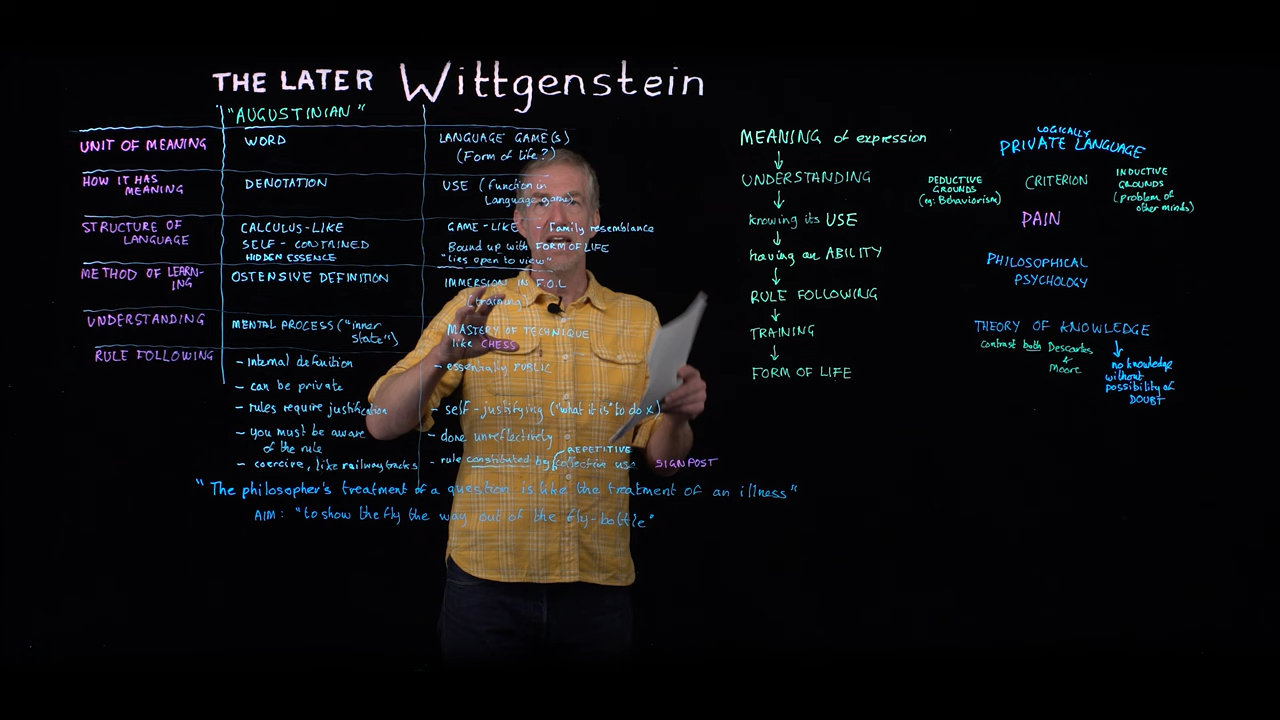 THE LATER Wittgenstein
"AUGUSTINIAN"
UNIT OF MEANING
WORD
LANGUAGE GAME(S)
(Form of life?)
HOW IT HAS
MEANING
DENOTATION
USE (function in
Language game)
STRUCTURE OF
LANGUAGE
CALCULUS-LIKE
SELF-CONTAINED
HIDDEN ESSENCE
GAME-LIKE - Family resemblance
Bound up with FORM OF LIFE
"lies open to view"
METHOD OF LEARN-
ING
OSTENSIVE DEFINITION
IMMERSION IN F.O.L
(training)
UNDERSTANDING
MENTAL PROCESS ("inner
state")
MASTERY OF TECHNIQUE
like CHESS
RULE FOLLOWING
- Internal definition
- essentially PUBLIC
- can be private
- rules require justification
- self-justifying ("what it is" to do x)
- you must be aware
of the rule
- done unreflectively
- coercive, like railway tracks
REPETITIVE
- rule constituted by collective use
SIGNPOST
"The philosopher's treatment of a question is like the treatment of an illness"
AIM: "to show the fly the way out of the fly-bottle"
MEANING of expression
↓
UNDERSTANDING
↓
knowing its USE
↓
having an ABILITY
↓
RULE FOLLOWING
↓
TRAINING
↓
FORM OF LIFE
LOGICALLY
PRIVATE LANGUAGE
DEDUCTIVE
GROUNDS
(eg: Behaviorism)
CRITERION
INDUCTIVE
GROUNDS
(problem of
other minds)
PAIN
PHILOSOPHICAL
PSYCHOLOGY
THEORY OF KNOWLEDGE
contrast both Descartes
&
Moore
↓
no knowledge
without
possibility of
DOUBT